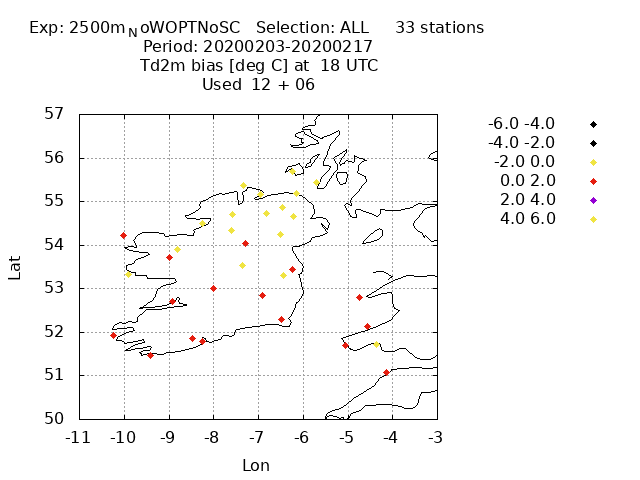 Exp: 2500m_NoWOPTNoSC   Selection: ALL     33 stations
Period: 20200203-20200217
Td2m bias [deg C] at  18 UTC
Used  12 + 06
-6.0 -4.0
-4.0 -2.0
-2.0 0.0
0.0 2.0
2.0 4.0
4.0 6.0
57
56
55
54
53
52
51
50
Lat
-11 -10 -9 -8 -7 -6 -5 -4 -3
Lon